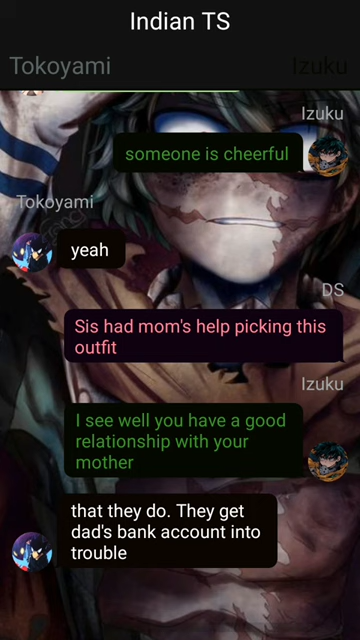 Indian TS
Tokoyami
Izuku
Izuku
someone is cheerful
Tokoyami
yeah
DS
Sis had mom's help picking this
outfit
Izuku
I see well you have a good
relationship with your
mother
that they do. They get
dad's bank account into
trouble